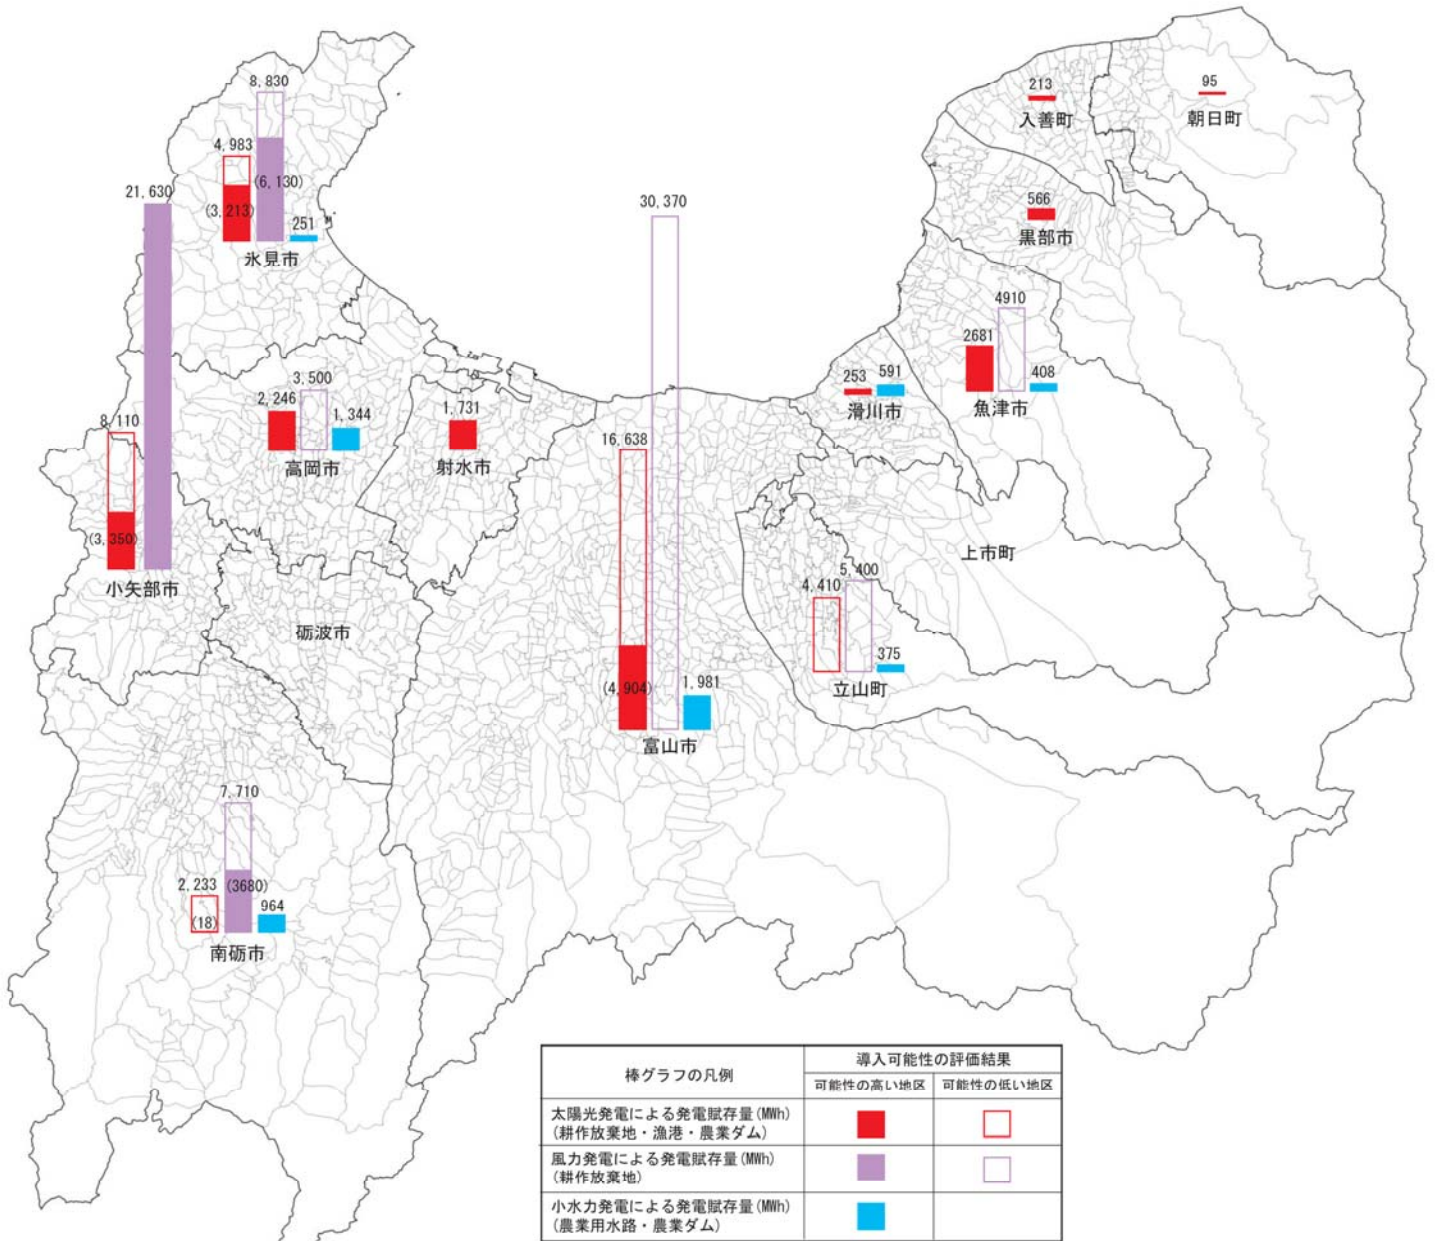 8,830
4,983
(6,130)
(3,213)
251
氷見市
21,630
8,110
(3,350)
小矢部市
3,500
2,246
1,344
高岡市
1,731
射水市
砺波市
7,710
2,233
(3680)
(18)
964
南砺市
30,370
16,638
(4,904)
1,981
富山市
213
入善町
95
朝日町
566
黒部市
4910
2681
408
魚津市
253
591
滑川市
上市町
5,400
4,410
375
立山町
棒グラフの凡例
導入可能性の評価結果
可能性の高い地区
可能性の低い地区
太陽光発電による発電賦存量(MWh)
(耕作放棄地・漁港・農業ダム)
風力発電による発電賦存量(MWh)
(耕作放棄地)
小水力発電による発電賦存量(MWh)
(農業用水路・農業ダム)